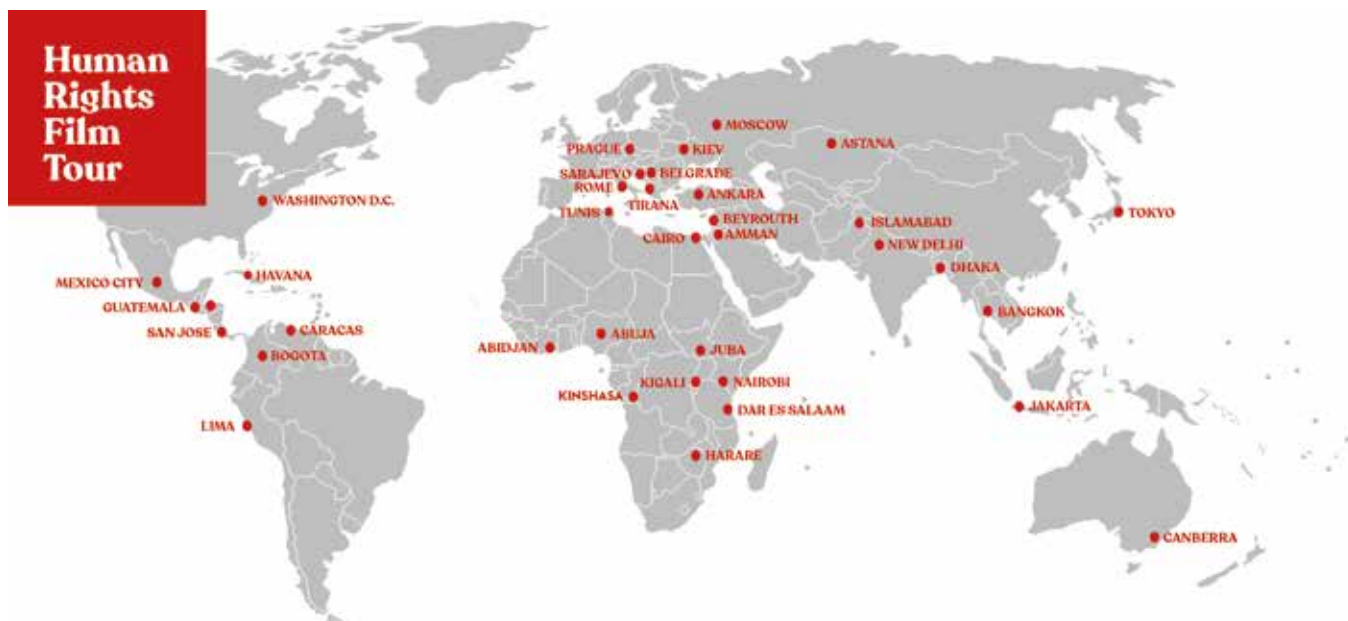 Human
Rights
Film
Tour
MOSCOW
ASTANA
PRAGUE
KIEV
SARAJEVO
BELGRADE
ROME
TIRANA
ANKARA
WASHINGTON D.C.
TUNIS
BEYROUTH
ISLAMABAD
TOKYO
CAIRO
AMMAN
NEW DELHI
DHAKA
MEXICO CITY
HAVANA
GUATEMALA
BANGKOK
SAN JOSE
CARACAS
ABUJA
ABIDJAN
JUBA
BOGOTA
KIGALI
NAIROBI
KINSHASA
DAR ES SALAAM
JAKARTA
LIMA
HARARE
CANBERRA